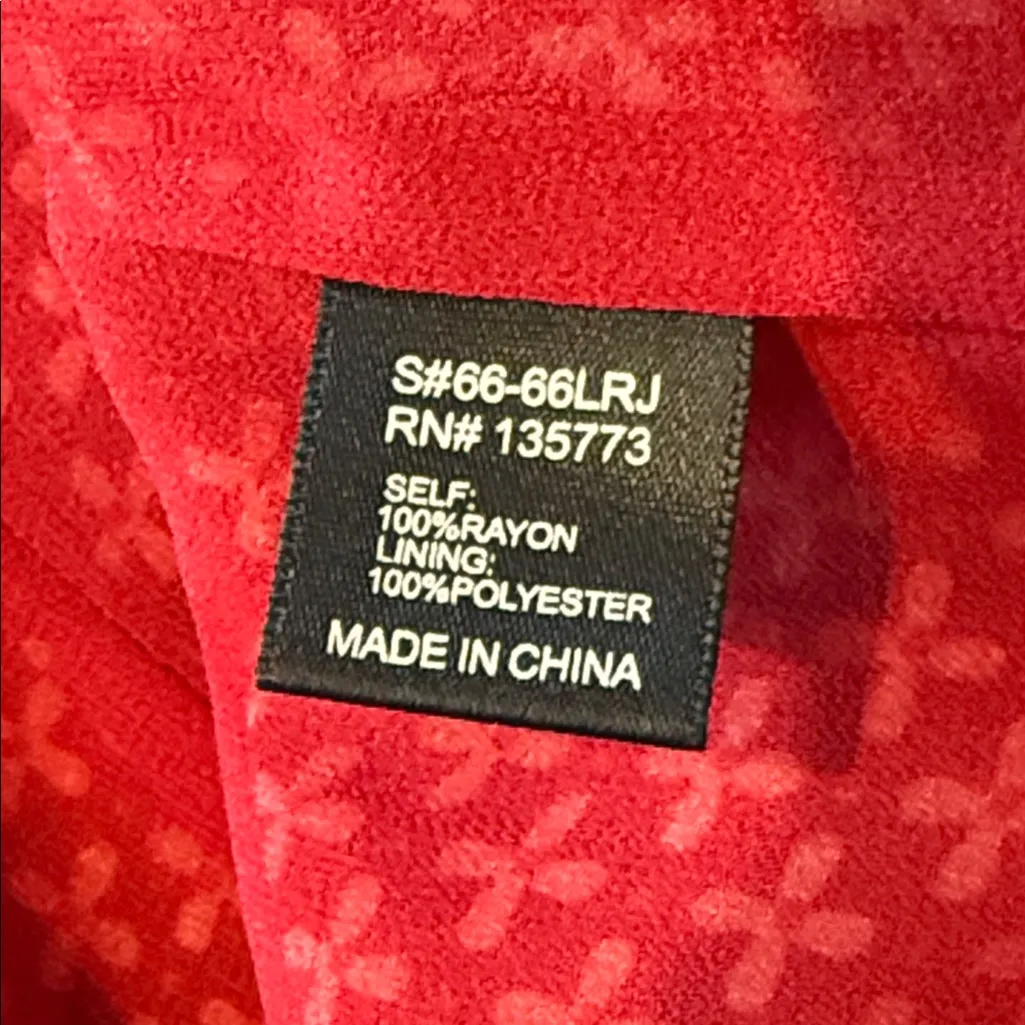 S#66-66LRJ
RN# 135773
SELF:
100%RAYON
LINING:
100%POLYESTER
MADE IN CHINA